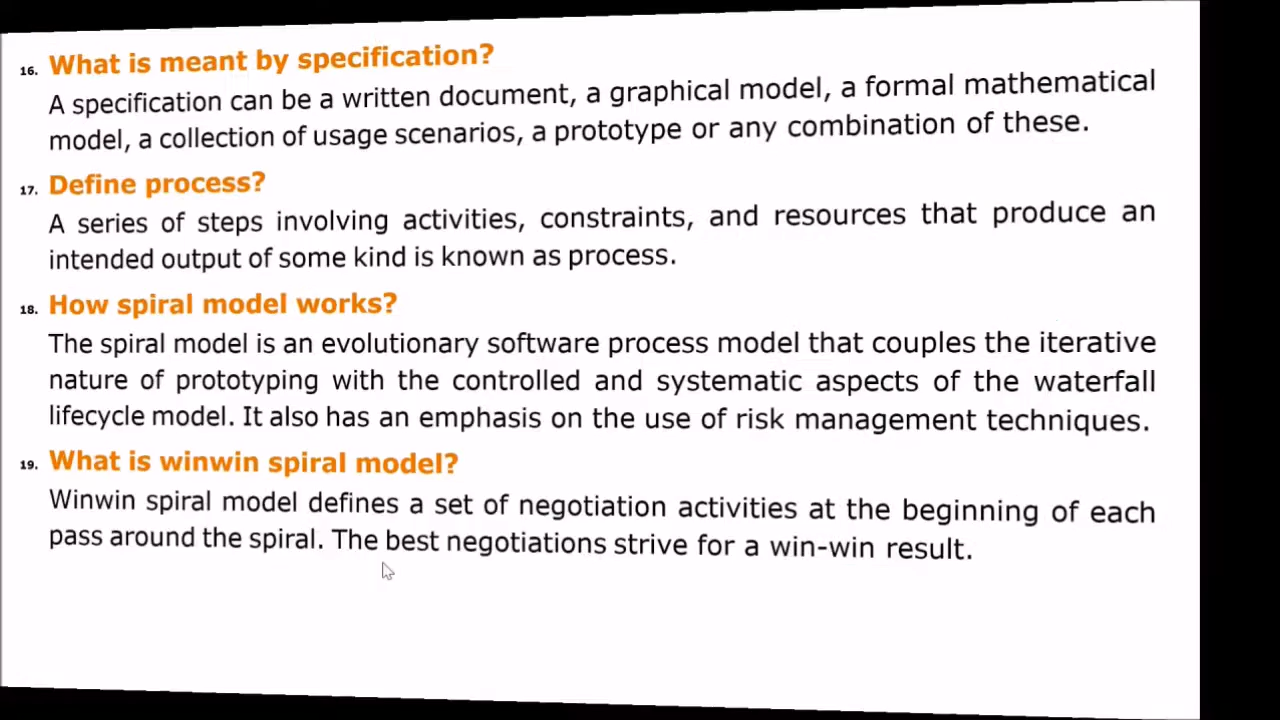 16. What is meant by specification?
A specification can be a written document, a graphical model, a formal mathematical
model, a collection of usage scenarios, a prototype or any combination of these.
17. Define process?
A series of steps involving activities, constraints, and resources that produce an
intended output of some kind is known as process.
18. How spiral model works?
The spiral model is an evolutionary software process model that couples the iterative
nature of prototyping with the controlled and systematic aspects of the waterfall
lifecycle model. It also has an emphasis on the use of risk management techniques.
19. What is winwin spiral model?
Winwin spiral model defines a set of negotiation activities at the beginning of each
pass around the spiral. The best negotiations strive for a win-win result.